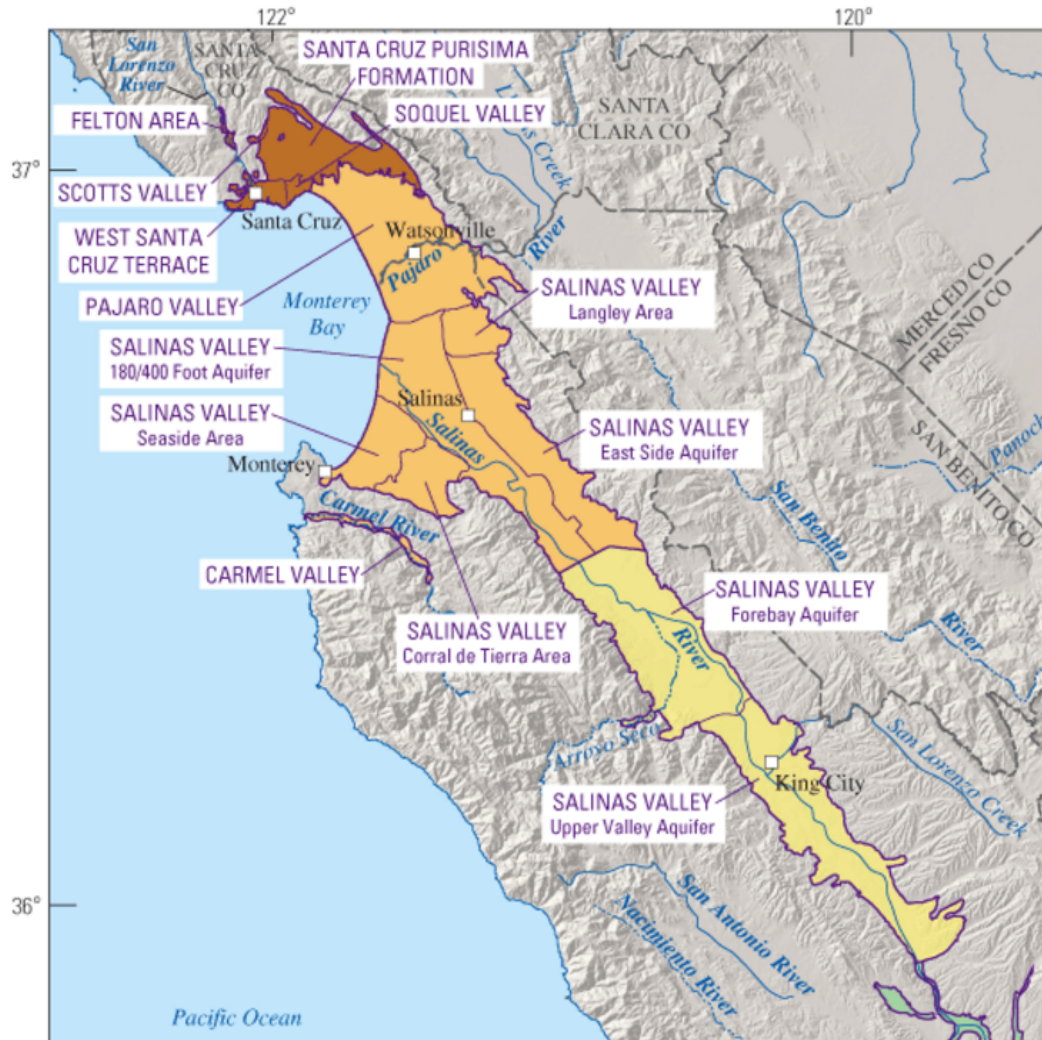 122°
120°
San
Lorenzo
River
SANTA
CRUZ
CO
SANTA CRUZ PURISIMA
FORMATION
SOQUEL VALLEY
FELTON AREA
Creek
SANTA
CLARA CO
37°
SCOTTS VALLEY
Santa Cruz
WEST SANTA
CRUZ TERRACE
Watsonville
Pajaro
River
PAJARO VALLEY
Monterey
Bay
SALINAS VALLEY
Langley Area
MERCED CO
FRESNO CO
SALINAS VALLEY
180/400 Foot Aquifer
Salinas
SALINAS VALLEY
Seaside Area
Salinas
SALINAS VALLEY
East Side Aquifer
SAN BENITO CO
Panoch
Monterey
Carmel River
San Benito
River
CARMEL VALLEY
SALINAS VALLEY
Forebay Aquifer
SALINAS VALLEY
Corral de Tierra Area
River
Arroyo Seco
San Lorenzo Creek
King City
SALINAS VALLEY
Upper Valley Aquifer
36°
San Antonio River
Nacimiento River
Pacific Ocean